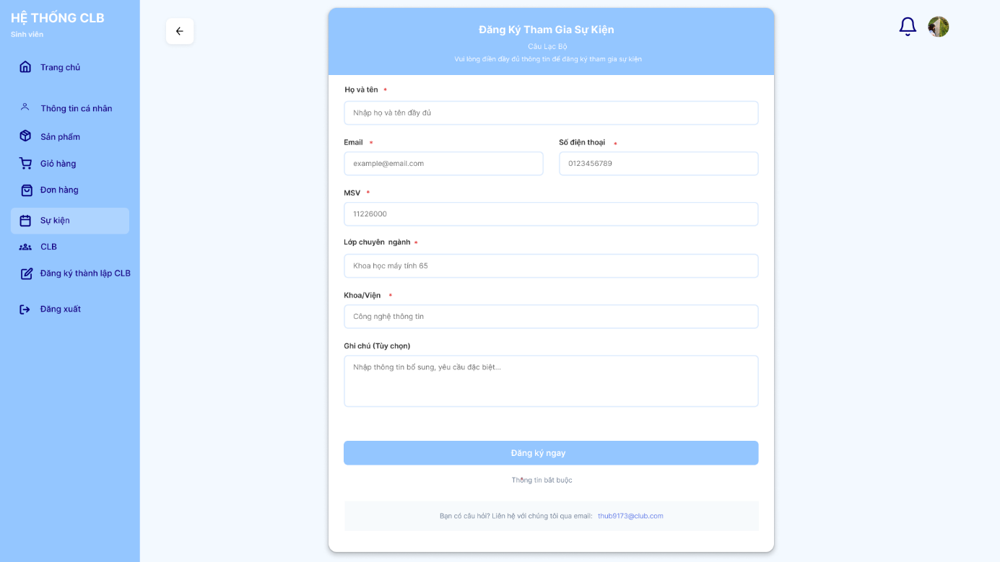 HỆ THỐNG CLB
Sinh viên
Trang chủ
Thông tin cá nhân
Sản phẩm
Giỏ hàng
Đơn hàng
Sự kiện
CLB
Đăng ký thành lập CLB
Đăng xuất
Đăng Ký Tham Gia Sự Kiện
Câu Lạc Bộ
Vui lòng điền đầy đủ thông tin để đăng ký tham gia sự kiện
Họ và tên *
Nhập họ và tên đầy đủ
Email *
example@email.com
Số điện thoại *
0123456789
MSV *
11226000
Lớp chuyên ngành *
Khoa học máy tính 65
Khoa/Viện *
Công nghệ thông tin
Ghi chú (Tùy chọn)
Nhập thông tin bổ sung, yêu cầu đặc biệt...
Đăng ký ngay
Thông tin bắt buộc
Bạn có câu hỏi? Liên hệ với chúng tôi qua email: thub9173@club.com